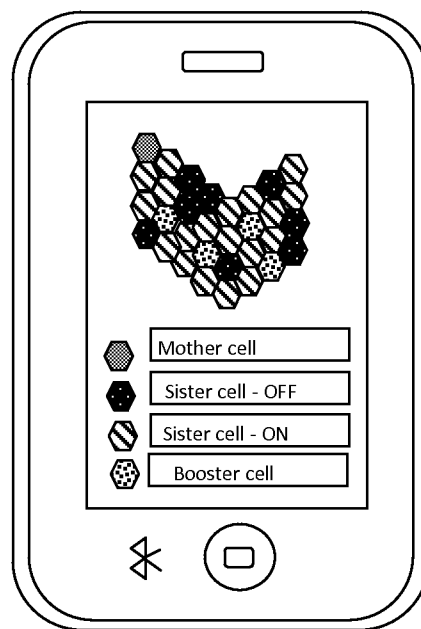 Mother cell
Sister cell - OFF
Sister cell - ON
Booster cell